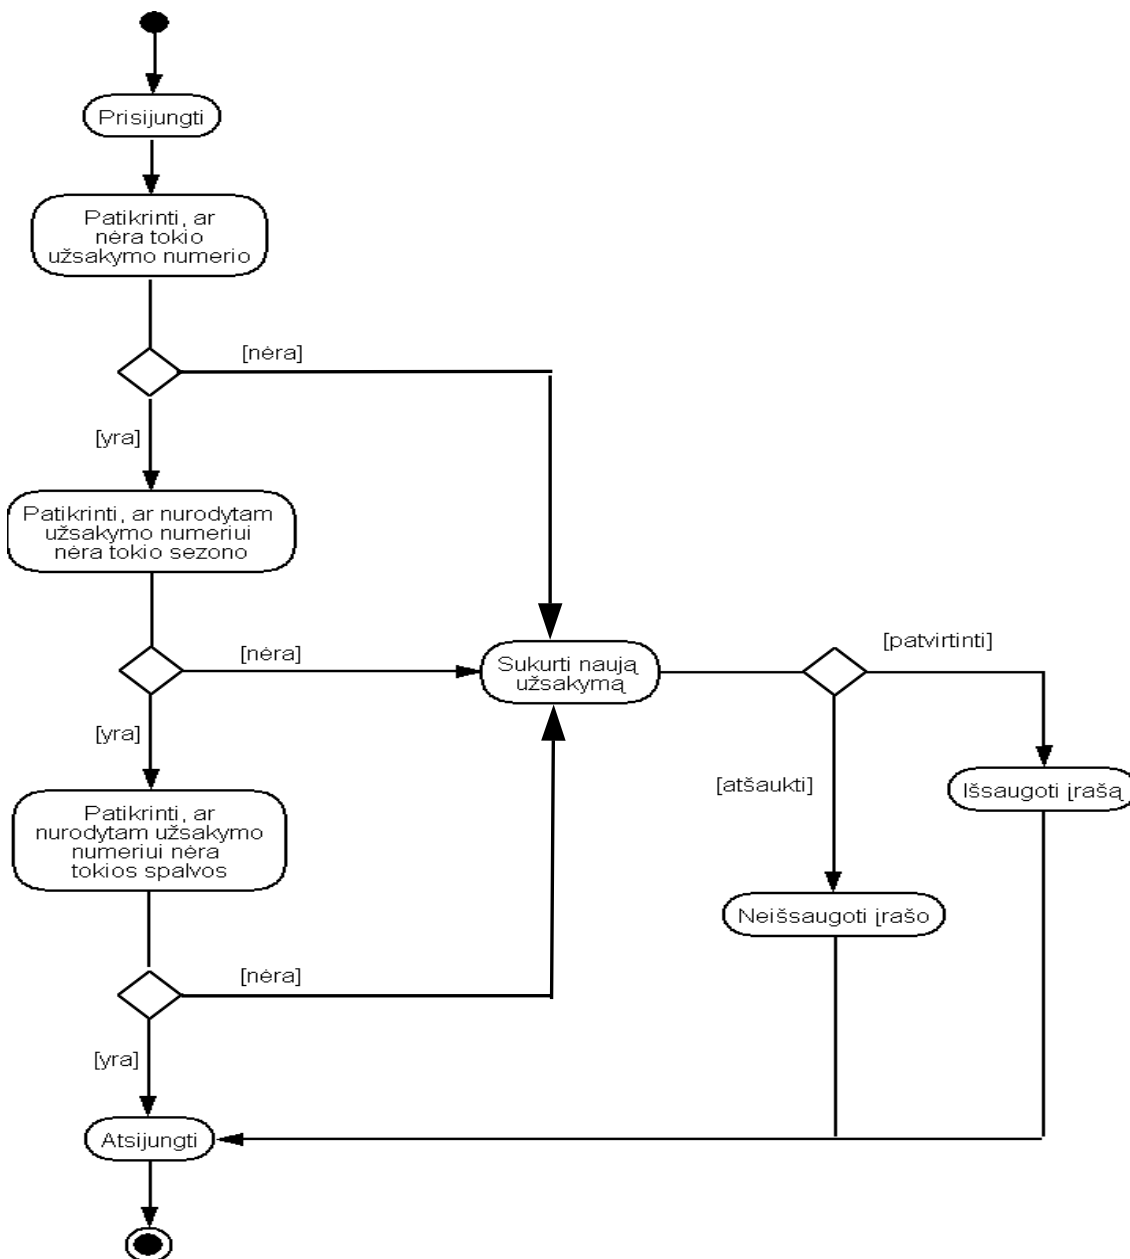 Prisijungti
Patikrinti, ar
nėra tokio
užsakymo numerio
[nėra]
[yra]
Patikrinti, ar nurodytam
užsakymo numeriui
nėra tokio sezono
[nėra]
[yra]
Sukurti naują
užsakymą
[patvirtinti]
[atšaukti]
Išsaugoti įrašą
Patikrinti, ar
nurodytam užsakymo
numeriui nėra
tokios spalvos
Neišsaugoti įrašo
[nėra]
[yra]
Atsijungti